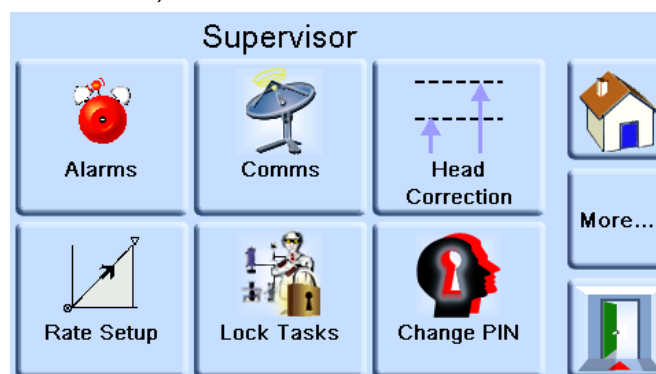 Supervisor
Alarms
Comms
Head
Correction
More...
Rate Setup
Lock Tasks
Change PIN